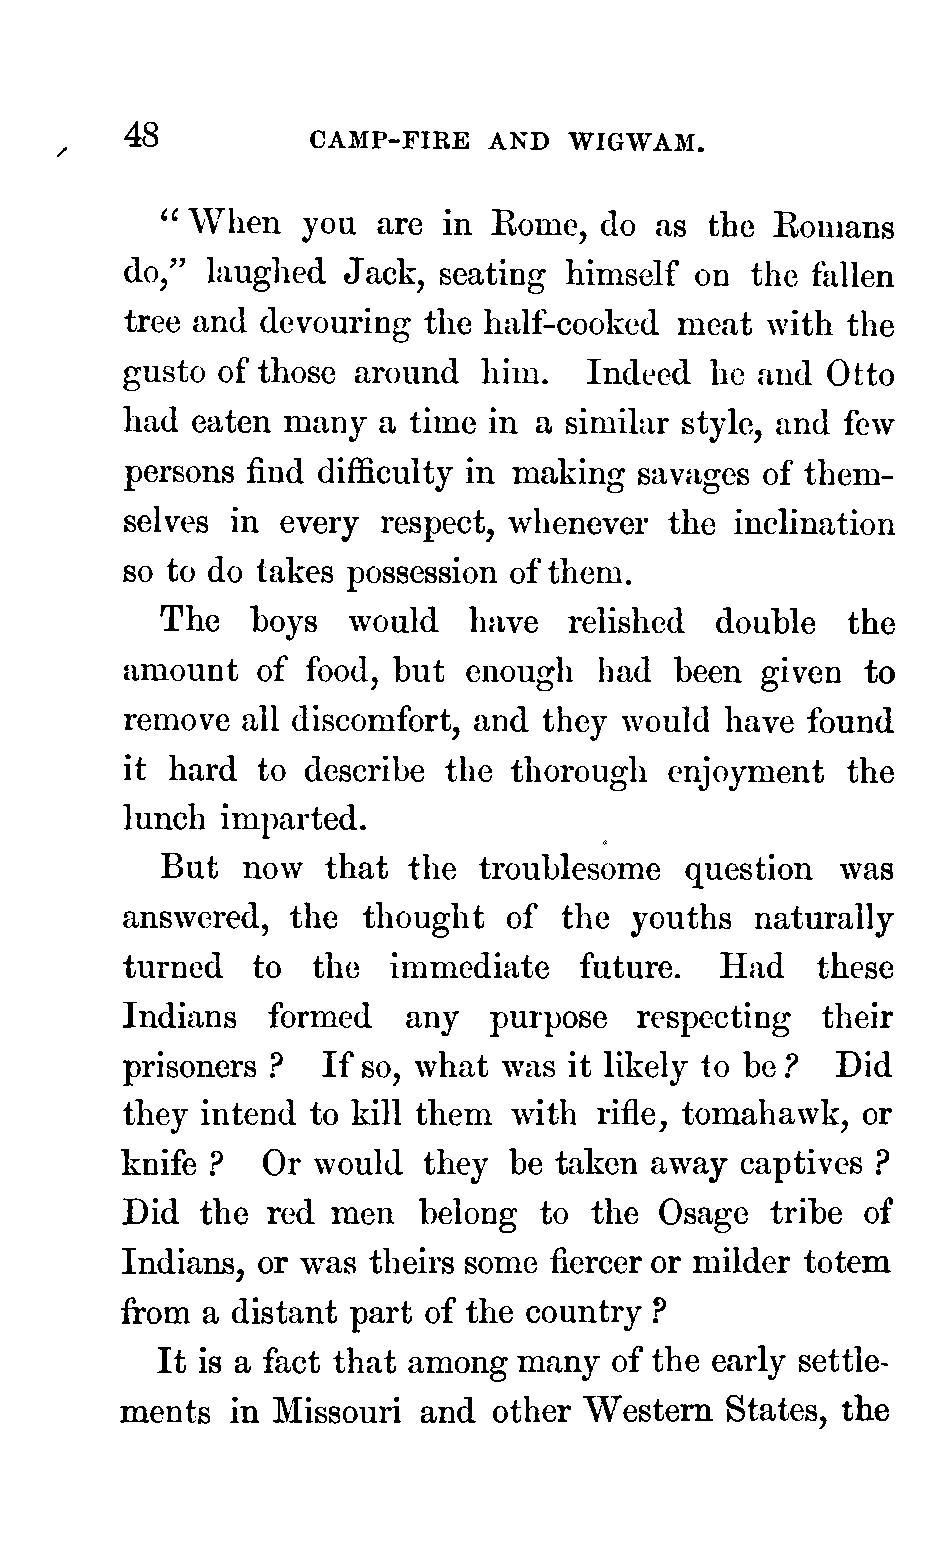 48 CAMP-FIRE AND WIGWAM.
“When you are in Rome, do as the Romans
do,” laughed Jack, seating himself on the fallen
tree and devouring the half-cooked meat with the
gusto of those around him. Indeed he and Otto
had eaten many a time in a similar style, and few
persons find difficulty in making savages of them-
selves in every respect, whenever the inclination
so to do takes possession of them.
The boys would have relished double the
amount of food, but enough had been given to
remove all discomfort, and they would have found
it hard to describe the thorough enjoyment the
lunch imparted.
But now that the troublesome question was
answered, the thought of the youths naturally
turned to the immediate future. Had these
Indians formed any purpose respecting their
prisoners ? If so, what was it likely to be ? Did
they intend to kill them with rifle, tomahawk, or
knife ? Or would they be taken away captives ?
Did the red men belong to the Osage tribe of
Indians, or was theirs some fiercer or milder totem
from a distant part of the country ?
It is a fact that among many of the early settle-
ments in Missouri and other Western States, the